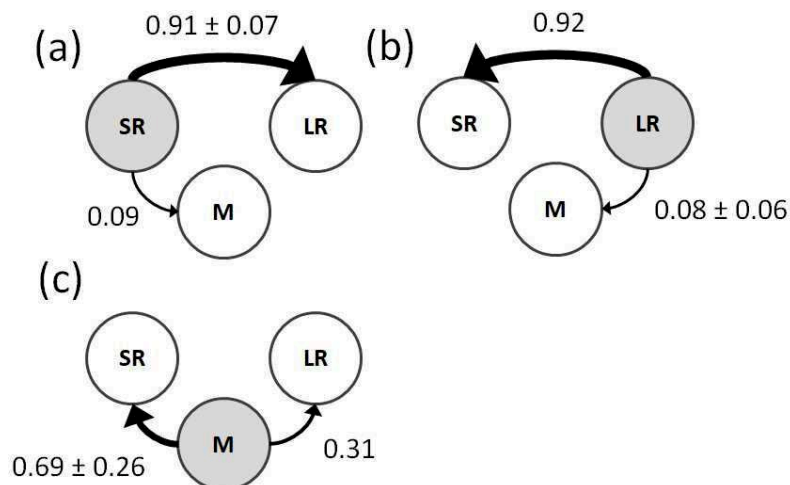 0.91 ± 0.07
(a)
SR
LR
0.09
M
0.92
(b)
SR
LR
M
0.08 ± 0.06
(c)
SR
LR
M
0.69 ± 0.26
0.31